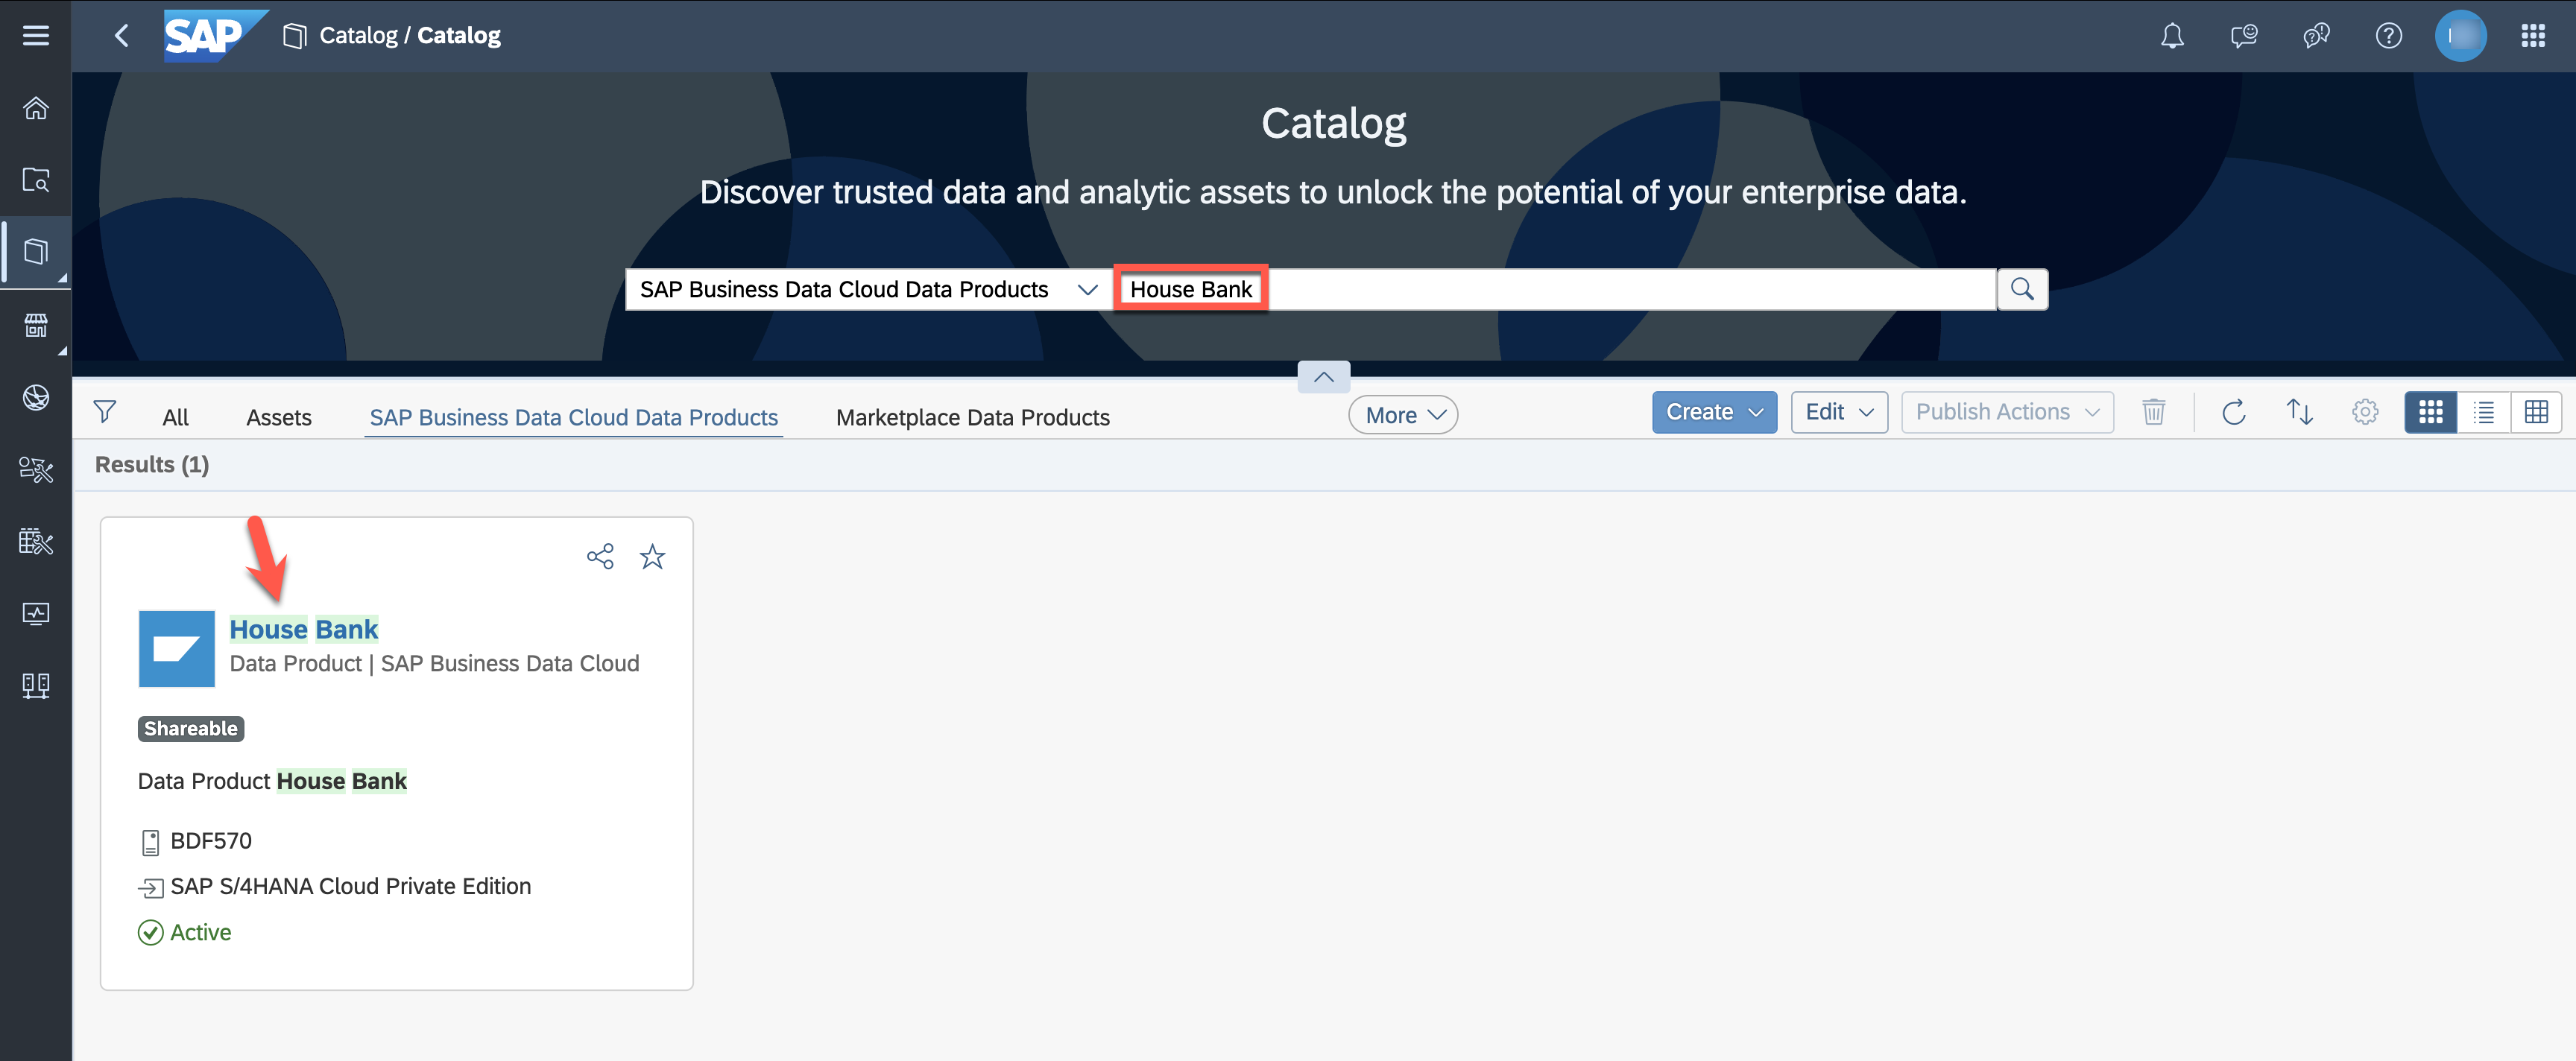 SAP Catalog / Catalog
Catalog
Discover trusted data and analytic assets to unlock the potential of your enterprise data.
SAP Business Data Cloud Data Products House Bank
All Assets SAP Business Data Cloud Data Products Marketplace Data Products More Create Edit Publish Actions
Results (1)
House Bank
Data Product | SAP Business Data Cloud
Shareable
Data Product House Bank
BDF570
SAP S/4HANA Cloud Private Edition
Active